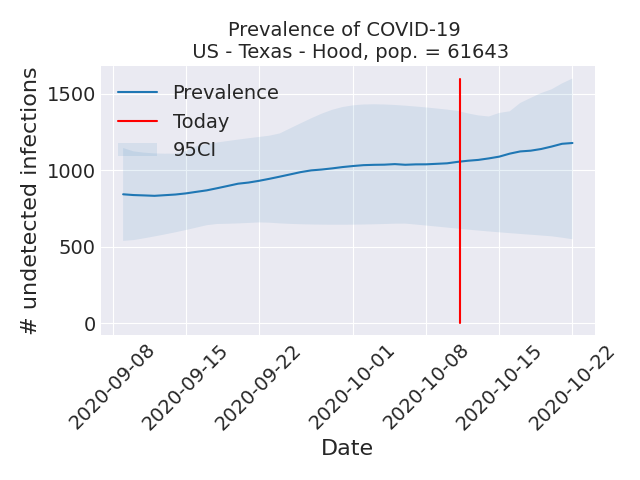 Prevalence of COVID-19
US - Texas - Hood, pop. = 61643
# undetected infections
1500
1000
500
0
Prevalence
Today
95CI
2020-09-08
2020-09-15
2020-09-22
2020-10-01
2020-10-08
2020-10-15
2020-10-22
Date